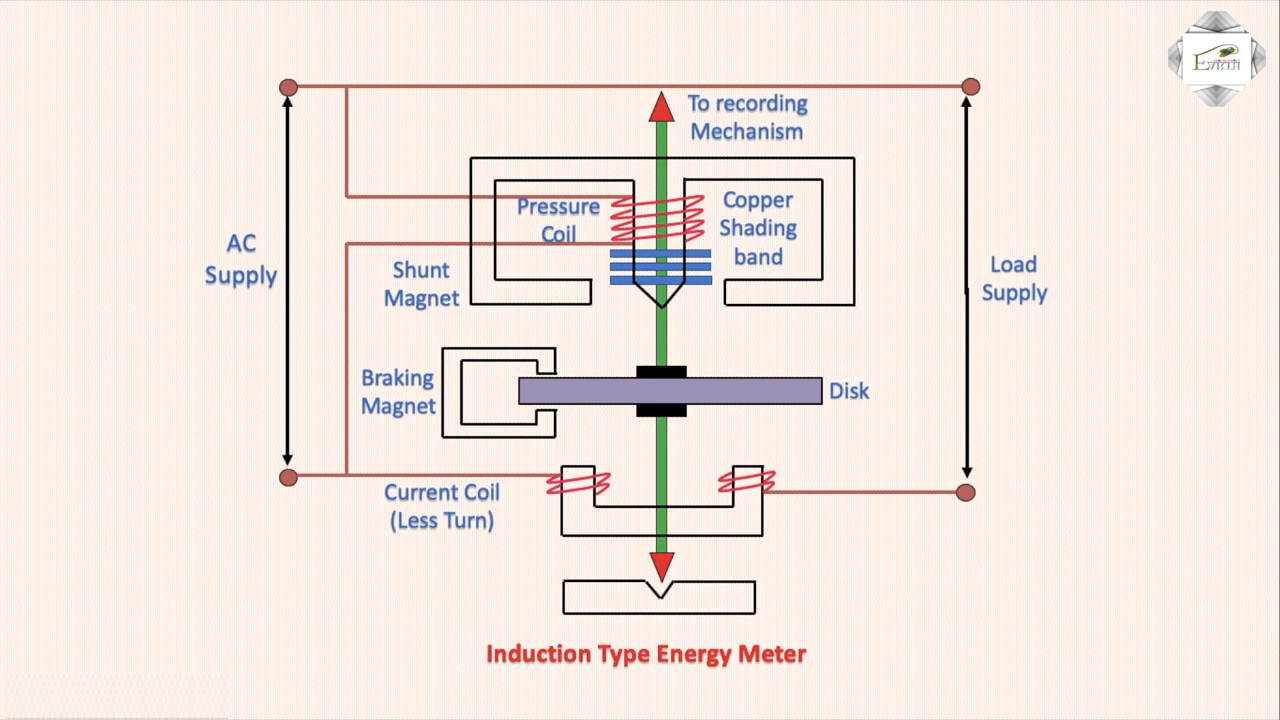 To recording
Mechanism
Pressure
Coil
Copper
Shading
band
AC
Supply
Shunt
Magnet
Load
Supply
Braking
Magnet
Disk
Current Coil
(Less Turn)
Induction Type Energy Meter